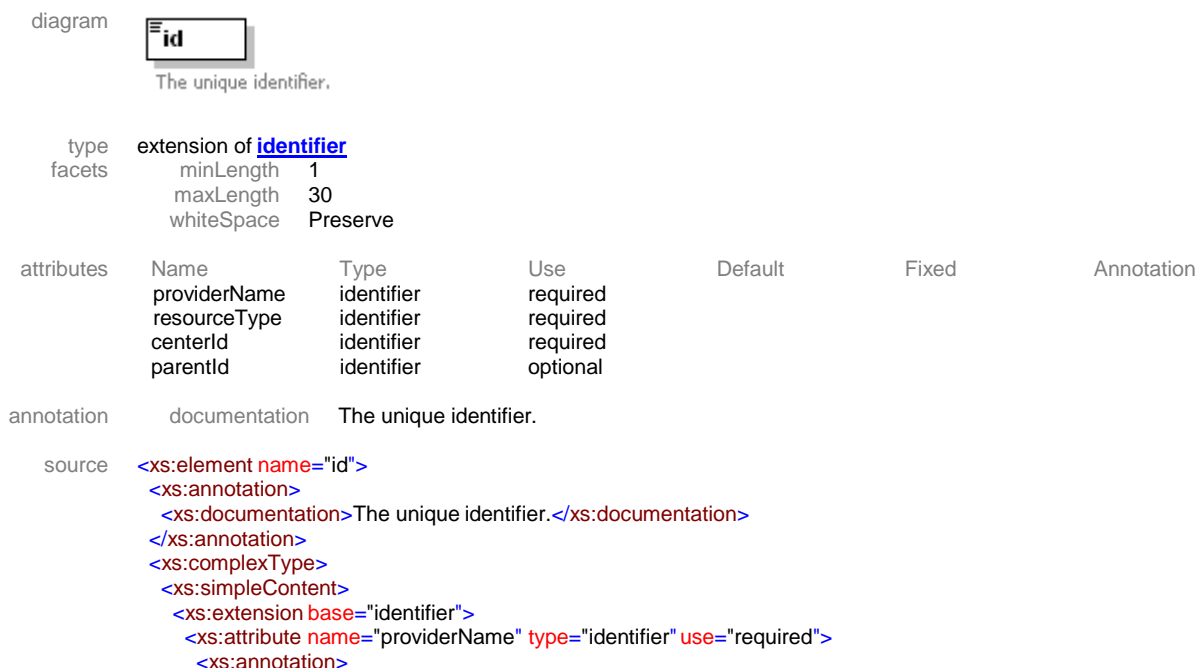 diagram
id
The unique identifier.
type extension of identifier
facets minLength 1
maxLength 30
whiteSpace Preserve
attributes Name Type Use Default Fixed Annotation
providerName identifier required
resourceType identifier required
centerId identifier required
parentId identifier optional
annotation documentation The unique identifier.
source <xs:element name="id">
<xs:annotation>
<xs:documentation>The unique identifier.</xs:documentation>
</xs:annotation>
<xs:complexType>
<xs:simpleContent>
<xs:extension base="identifier">
<xs:attribute name="providerName" type="identifier" use="required">
<xs:annotation>